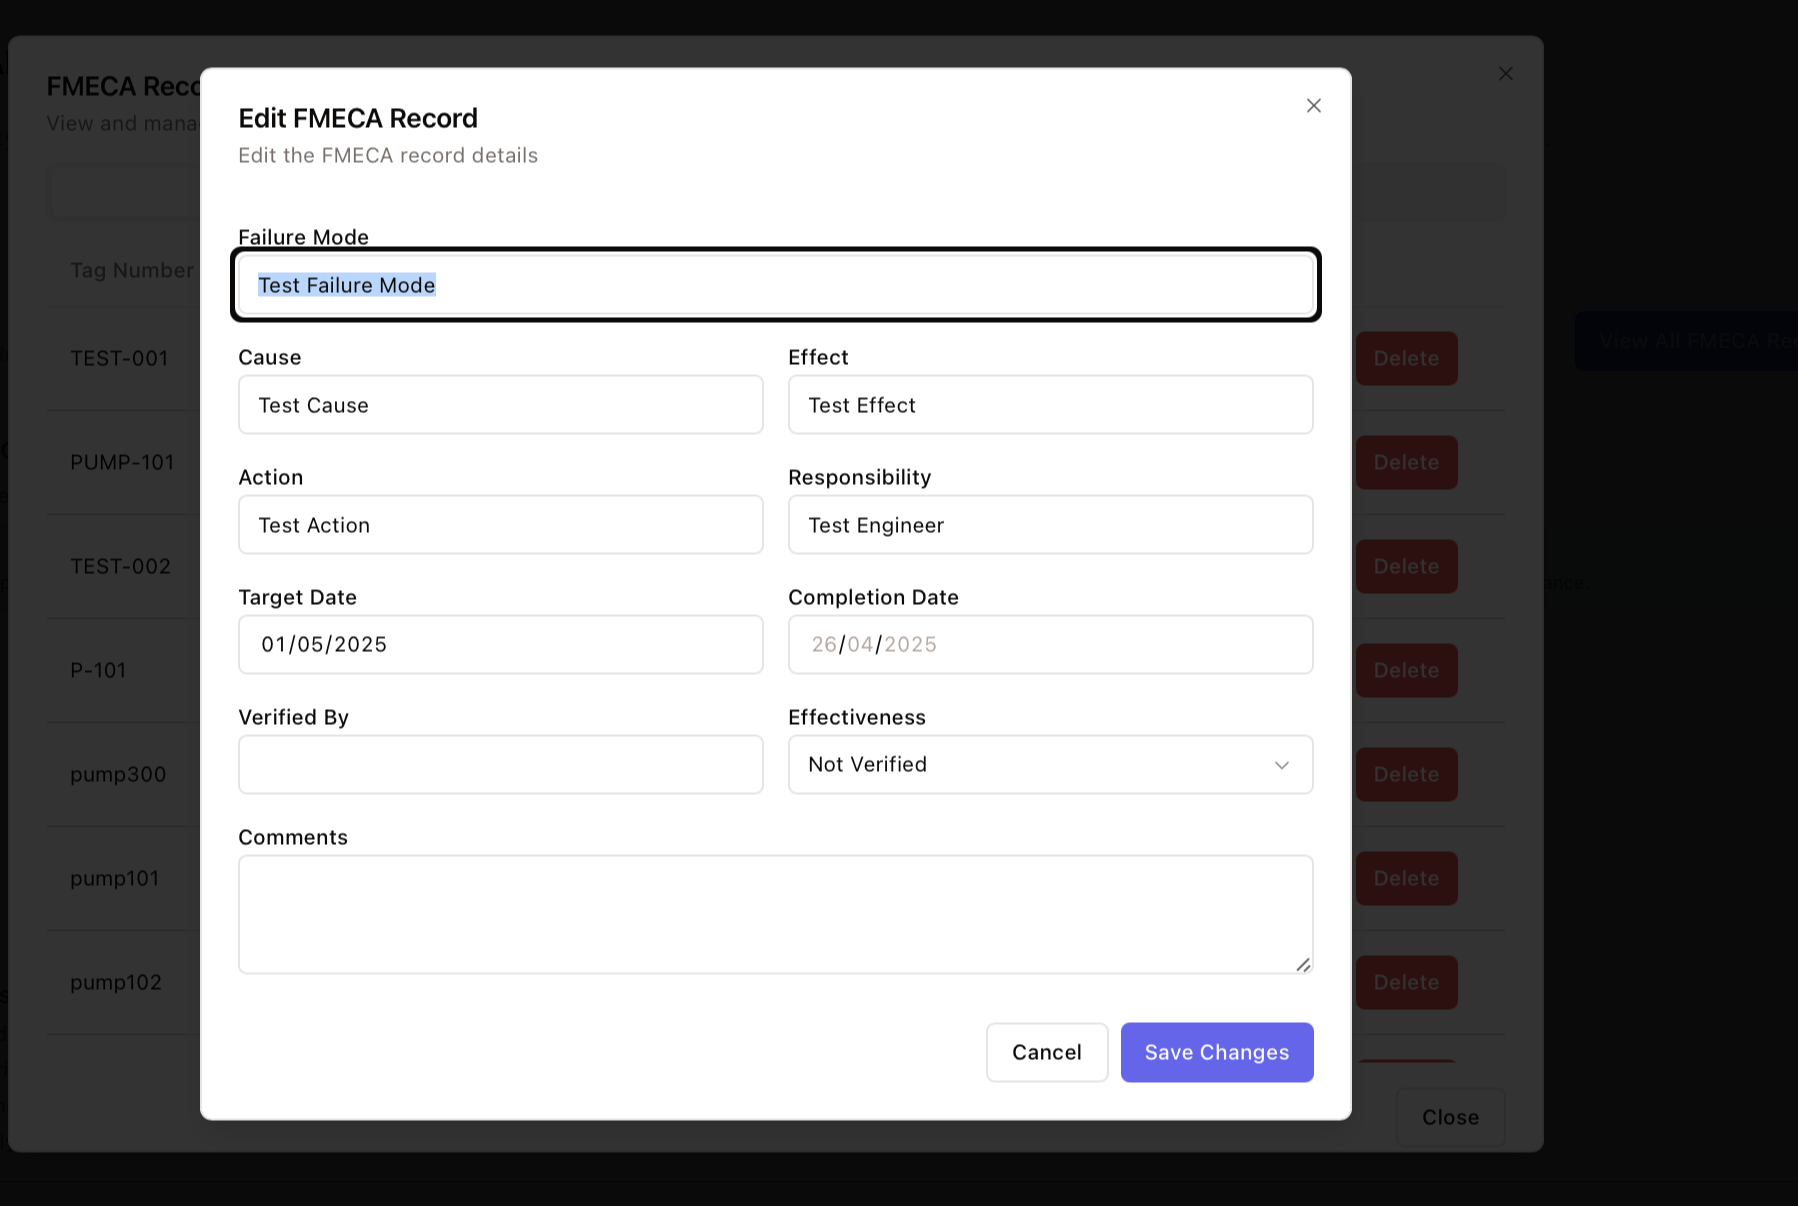 FMECA Reco
View and mana
Edit FMECA Record
Edit the FMECA record details
Failure Mode
Test Failure Mode
Cause
Effect
Test Cause
Test Effect
Action
Responsibility
Test Action
Test Engineer
Target Date
Completion Date
01/05/2025
26/04/2025
Verified By
Effectiveness
Not Verified
Comments
Cancel
Save Changes
Tag Number
TEST-001
Delete
PUMP-101
Delete
TEST-002
Delete
P-101
Delete
pump300
Delete
pump101
Delete
pump102
Delete
Close
View All FMECA Re
ance.